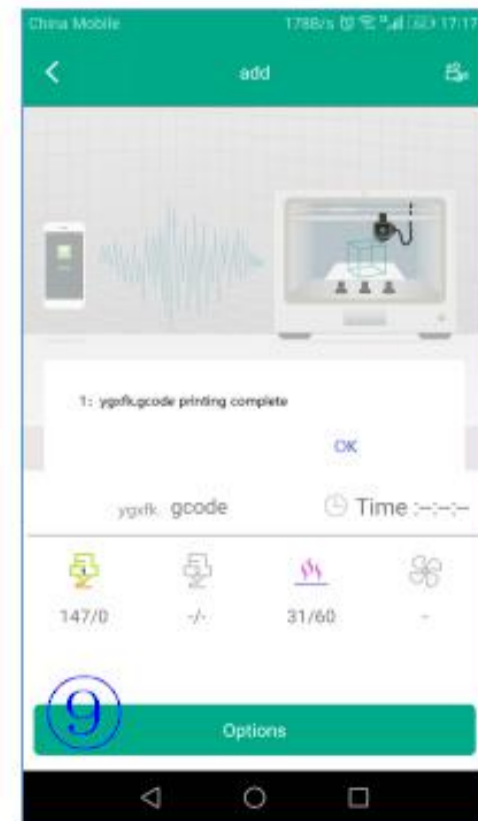 China Mobile 178B/s 17:17
add
1: ygxfk.gcode printing complete
OK
ygxfk. gcode Time :--:--:--
147/0 -/- 31/60 -
⑨
Options